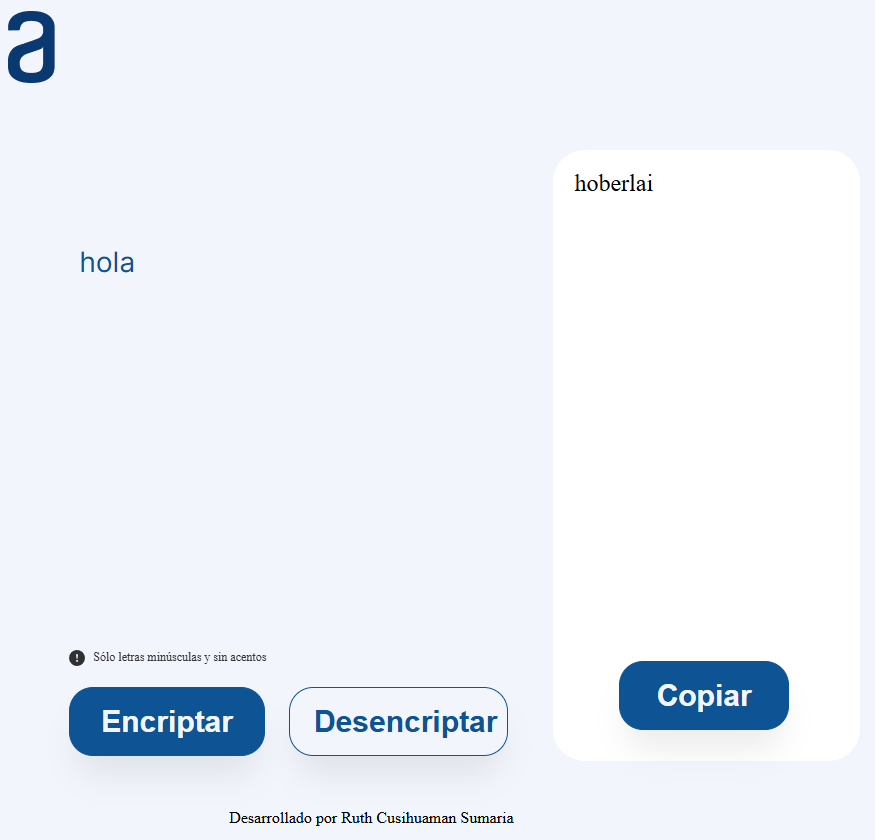 a
hola
hoberlai
Sólo letras minúsculas y sin acentos
Encriptar
Desencriptar
Copiar
Desarrollado por Ruth Cusihuaman Sumaria